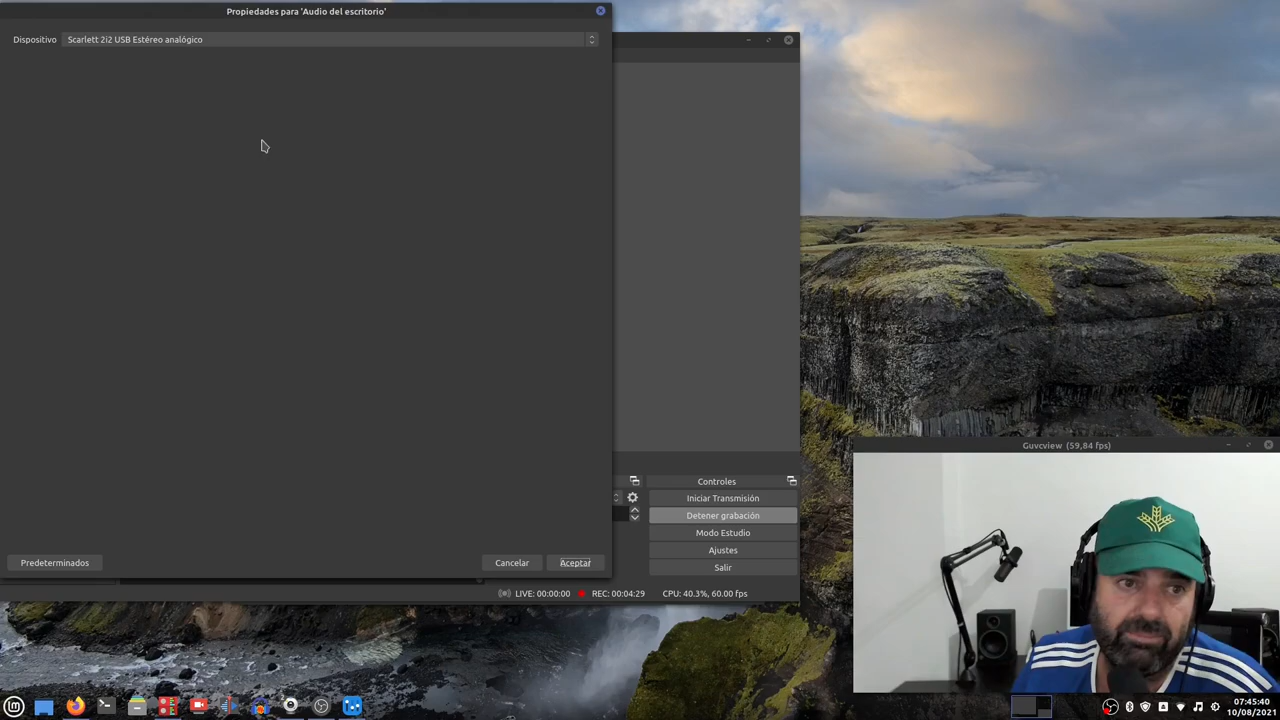 Propiedades para 'Audio del escritorio'
Dispositivo Scarlett 2i2 USB Estéreo analógico
Predeterminados Cancelar Aceptar
Controles
Iniciar Transmisión
Detener grabación
Modo Estudio
Ajustes
Salir
LIVE: 00:00:00 REC: 00:04:29 CPU: 40.3%, 60.00 fps
Guvcview (59,84 fps)
07:45:40
10/08/2021